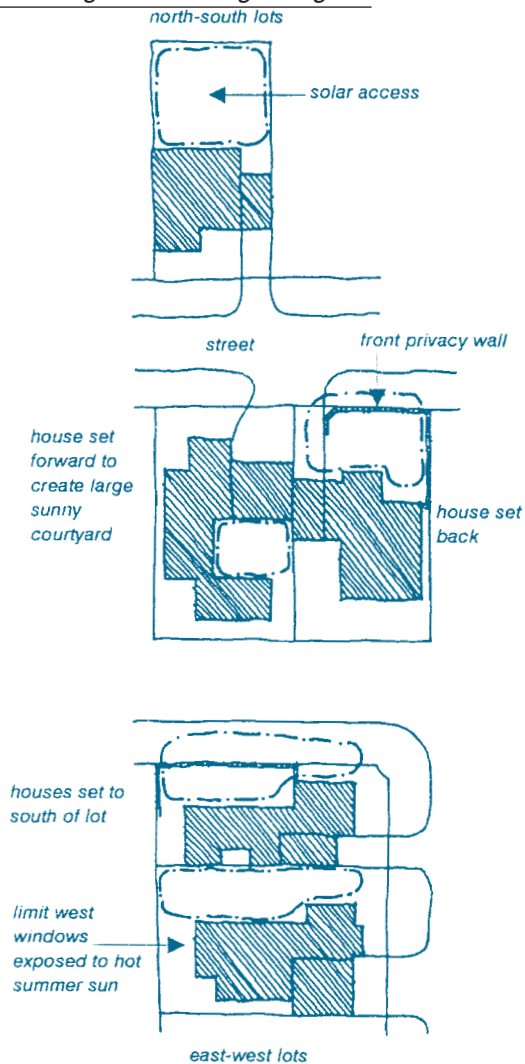 north-south lots
solar access
street
front privacy wall
house set
forward to
create large
sunny
courtyard
house set
back
houses set to
south of lot
limit west
windows
exposed to hot
summer sun
east-west lots